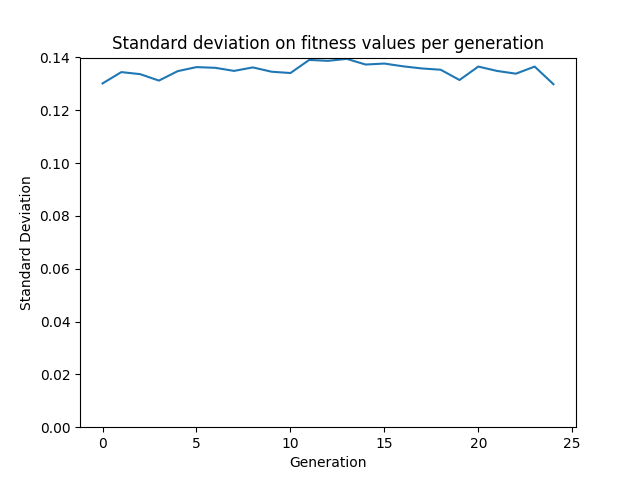 Standard deviation on fitness values per generation
0.14
0.12
0.10
0.08
0.06
0.04
0.02
0.00
Standard Deviation
0 5 10 15 20 25
Generation